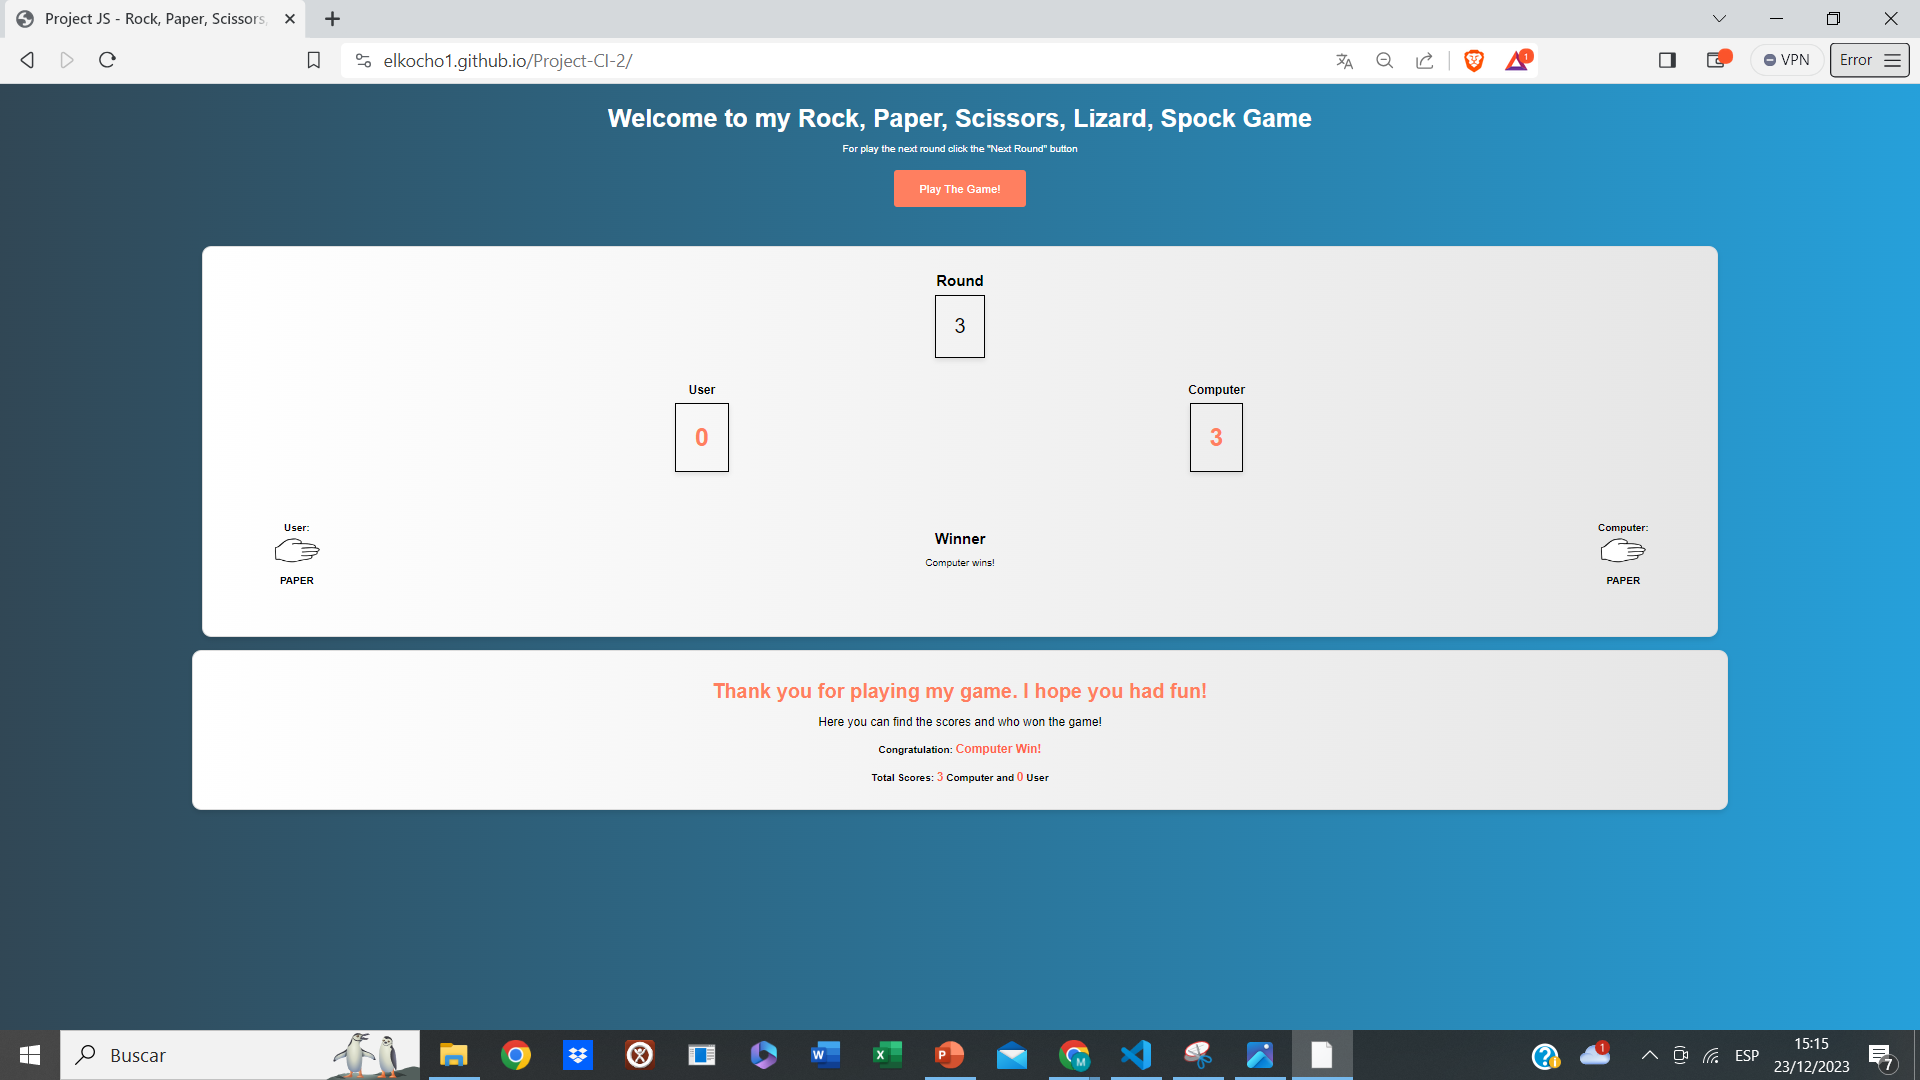 Project JS - Rock, Paper, Scissors,
elkocho1.github.io/Project-CI-2/
1
VPN
Error
Welcome to my Rock, Paper, Scissors, Lizard, Spock Game
For play the next round click the "Next Round" button
Play The Game!
Round
3
User
Computer
0
3
User:
Computer:
Winner
Computer wins!
PAPER
PAPER
Thank you for playing my game. I hope you had fun!
Here you can find the scores and who won the game!
Congratulation: Computer Win!
Total Scores: 3 Computer and 0 User
Buscar
W
X
P
M
1
ESP
15:15
23/12/2023
7